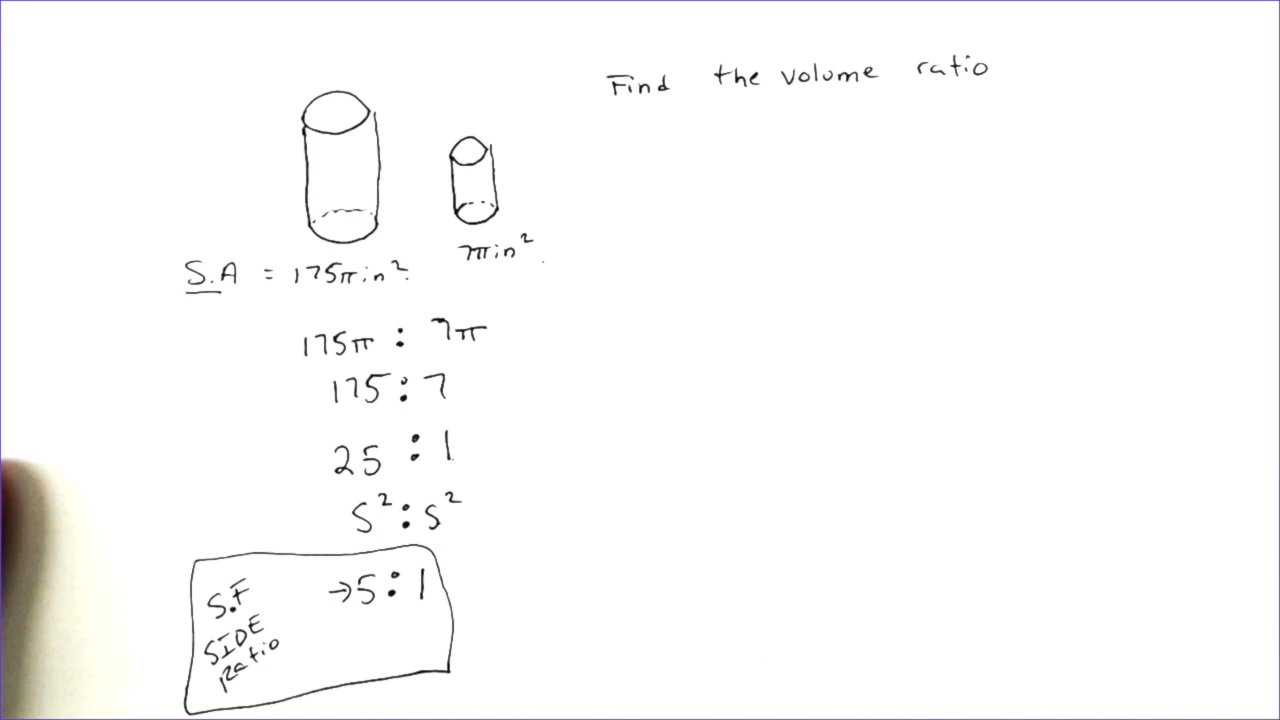 Find the volume ratio
S.A = 175π in².
7π in².
175π : 7π
175 : 7
25 : 1
S² : S²
S.F → 5 : 1
SIDE
Ratio